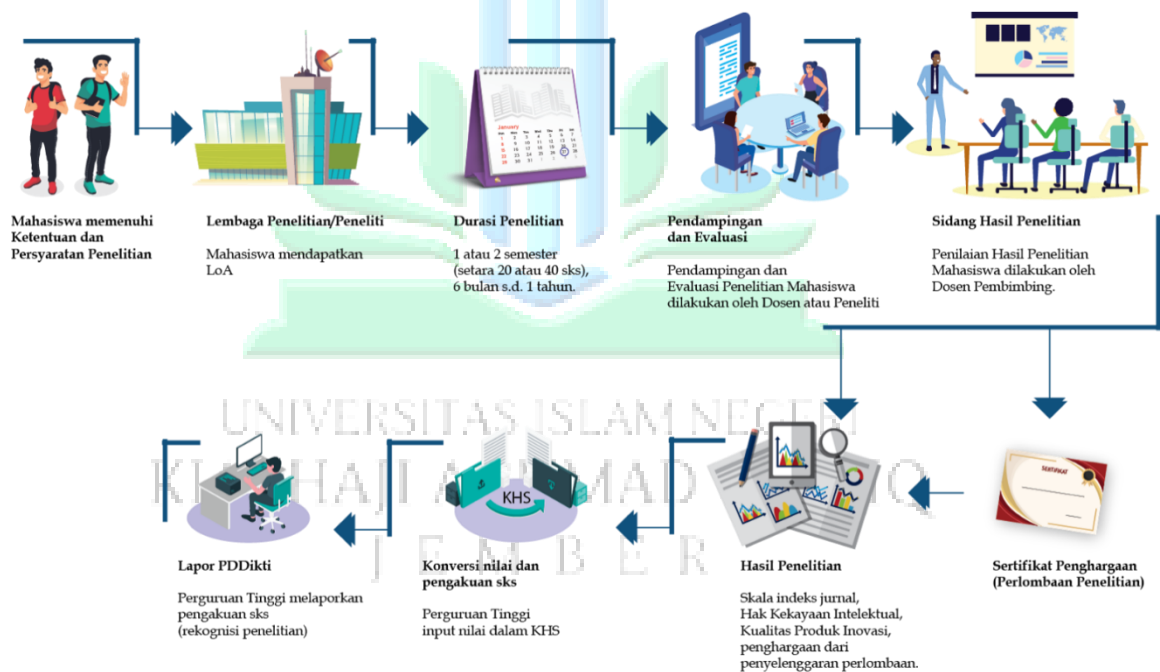 Mahasiswa memenuhi
Ketentuan dan
Persyaratan Penelitian
Lembaga Penelitian/Peneliti
Mahasiswa mendapatkan
LoA
January
Durasi Penelitian
1 atau 2 semester
(setara 20 atau 40 sks),
6 bulan s.d. 1 tahun.
Pendampingan
dan Evaluasi
Pendampingan dan
Evaluasi Penelitian Mahasiswa
dilakukan oleh Dosen atau Peneliti
Sidang Hasil Penelitian
Penilaian Hasil Penelitian
Mahasiswa dilakukan oleh
Dosen Pembimbing.
UNIVERSITAS ISLAM NEGERI
JEMBER
SERTIFIKAT
Sertifikat Penghargaan
(Perlombaan Penelitian)
Hasil Penelitian
Skala indeks jurnal,
Hak Kekayaan Intelektual,
Kualitas Produk Inovasi,
penghargaan dari
penyelenggaran perlombaan.
KHS
Konversi nilai dan
pengakuan sks
Perguruan Tinggi
input nilai dalam KHS
Lapor PDDikti
Perguruan Tinggi melaporkan
pengakuan sks
(rekognisi penelitian)